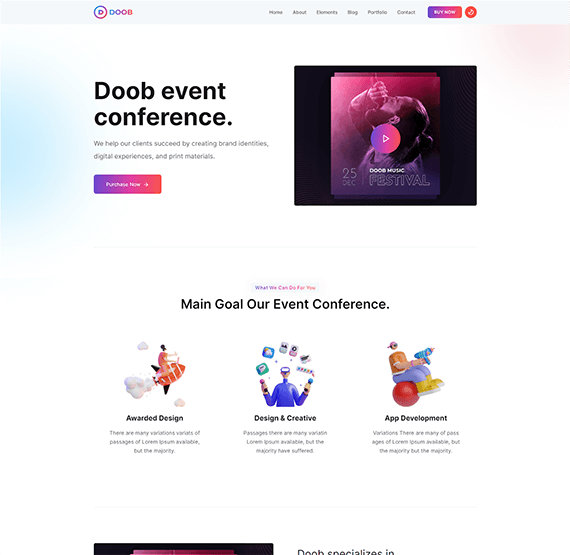 D DOOB
Home About Elements Blog Portfolio Contact BUY NOW
Doob event
conference.
We help our clients succeed by creating brand identities,
digital experiences, and print materials.
Purchase Now →
25
DEC
DOOB MUSIC
FESTIVAL
What We Can Do For You
Main Goal Our Event Conference.
Awarded Design
There are many variations variats of
passages of Lorem Ipsum available,
but the majority.
Design & Creative
Passages there are many variatin
Lorem Ipsum available, but the
majority have suffered.
App Development
Variations There are many of pass
ages of Lorem Ipsum available, but
the majority but the majority.
Doob specializes in